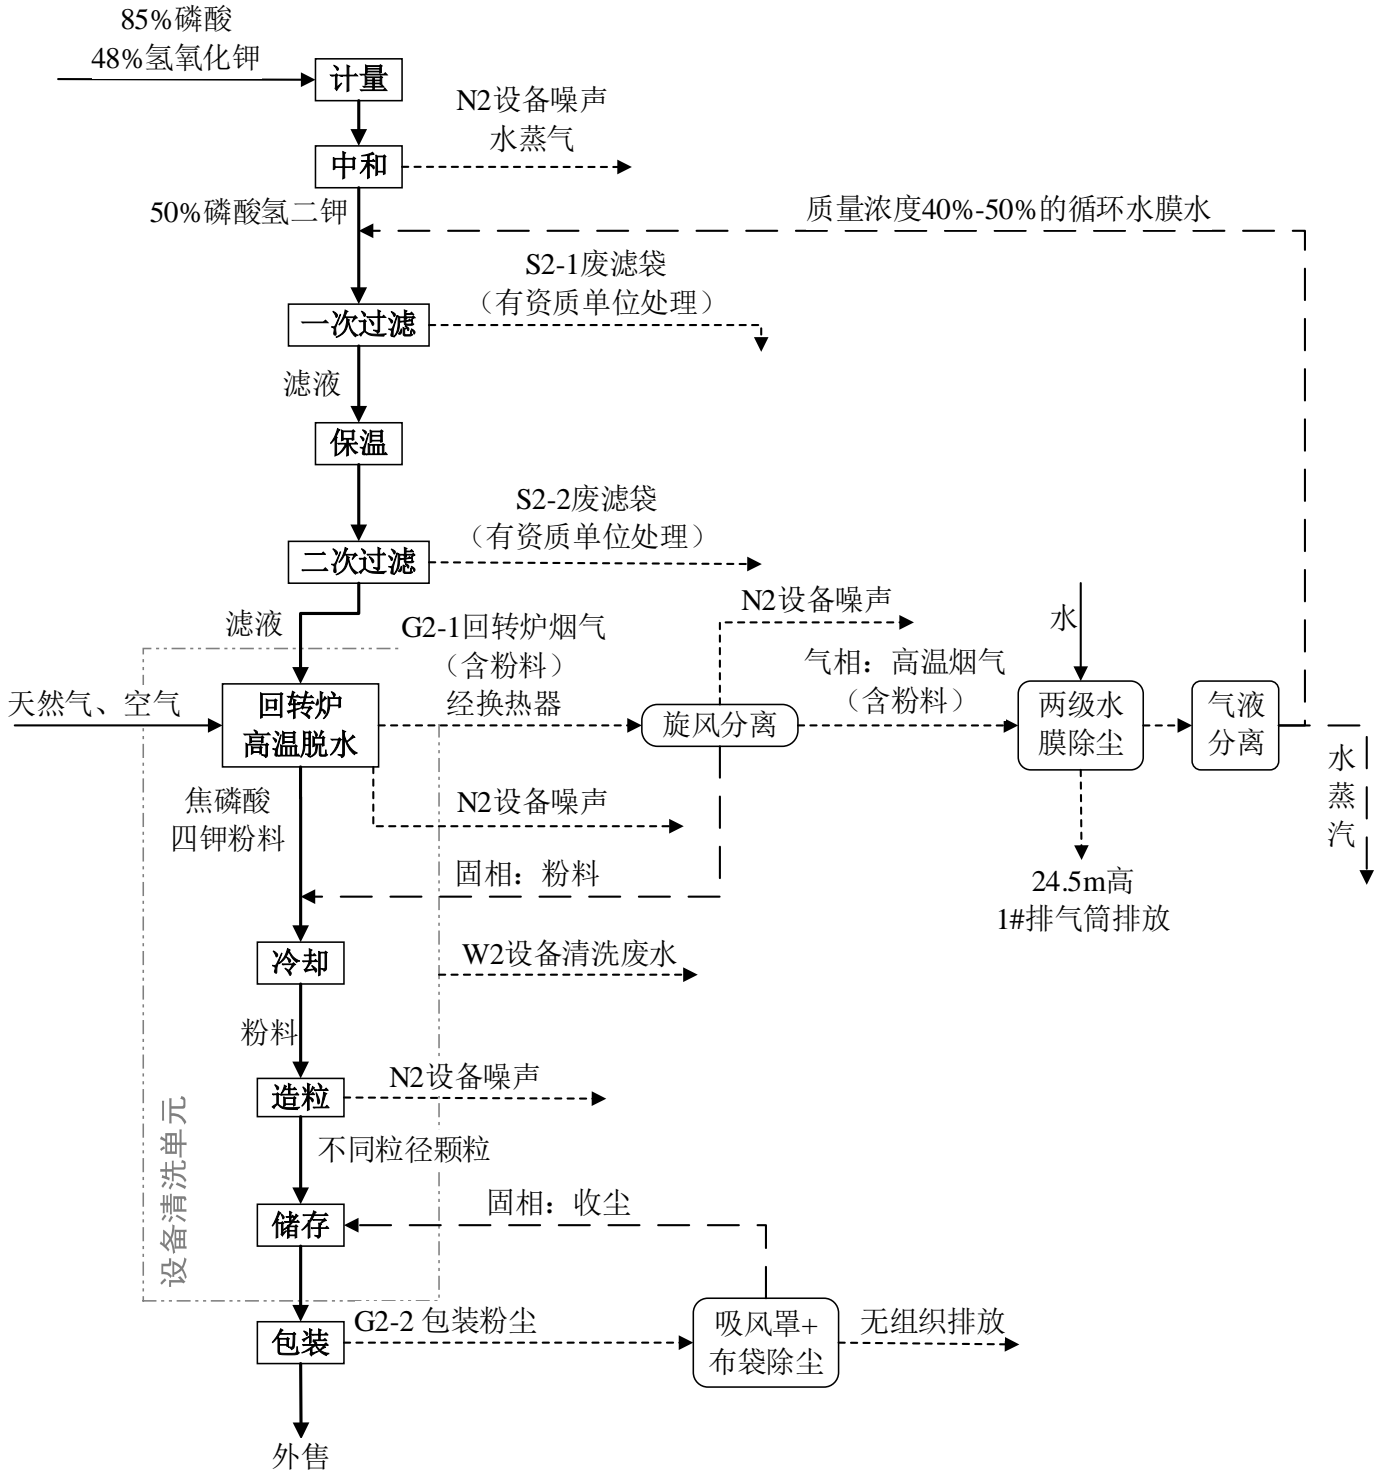 85%磷酸
48%氢氧化钾
计量
N2设备噪声
水蒸气
中和
50%磷酸氢二钾
质量浓度40%-50%的循环水膜水
S2-1废滤袋
（有资质单位处理）
一次过滤
滤液
保温
S2-2废滤袋
（有资质单位处理）
二次过滤
滤液
G2-1回转炉烟气
（含粉料）
经换热器
N2设备噪声
水
气相：高温烟气
（含粉料）
天然气、空气
回转炉
高温脱水
旋风分离
两级水
膜除尘
气液
分离
水
蒸
汽
焦磷酸
四钾粉料
N2设备噪声
固相：粉料
24.5m高
1#排气筒排放
冷却
W2设备清洗废水
粉料
造粒
N2设备噪声
设备清洗单元
不同粒径颗粒
固相：收尘
储存
包装
G2-2 包装粉尘
吸风罩+
布袋除尘
无组织排放
外售